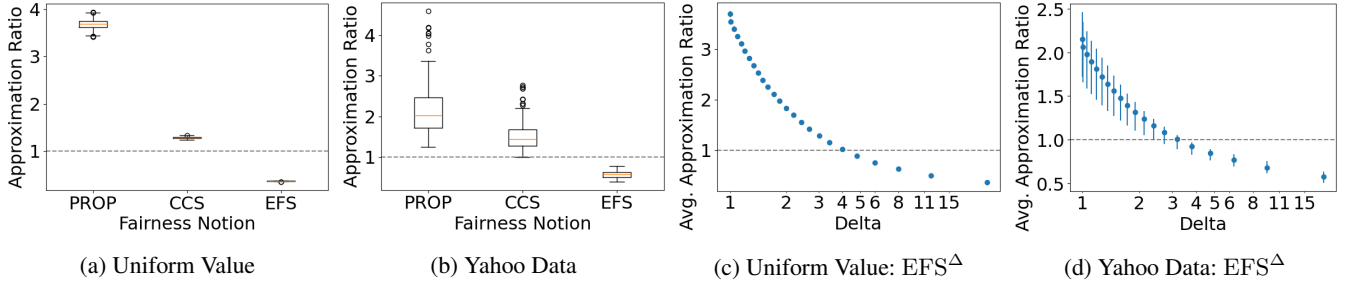 Approximation Ratio
4
3
2
1
PROP CCS EFS
Fairness Notion
(a) Uniform Value
Approximation Ratio
4
3
2
1
PROP CCS EFS
Fairness Notion
(b) Yahoo Data
Avg. Approximation Ratio
3
2
1
1 2 3 4 5 6 8 11 15
Delta
(c) Uniform Value: EFS^Δ
Avg. Approximation Ratio
2.5
2.0
1.5
1.0
0.5
1 2 3 4 5 6 8 11 15
Delta
(d) Yahoo Data: EFS^Δ